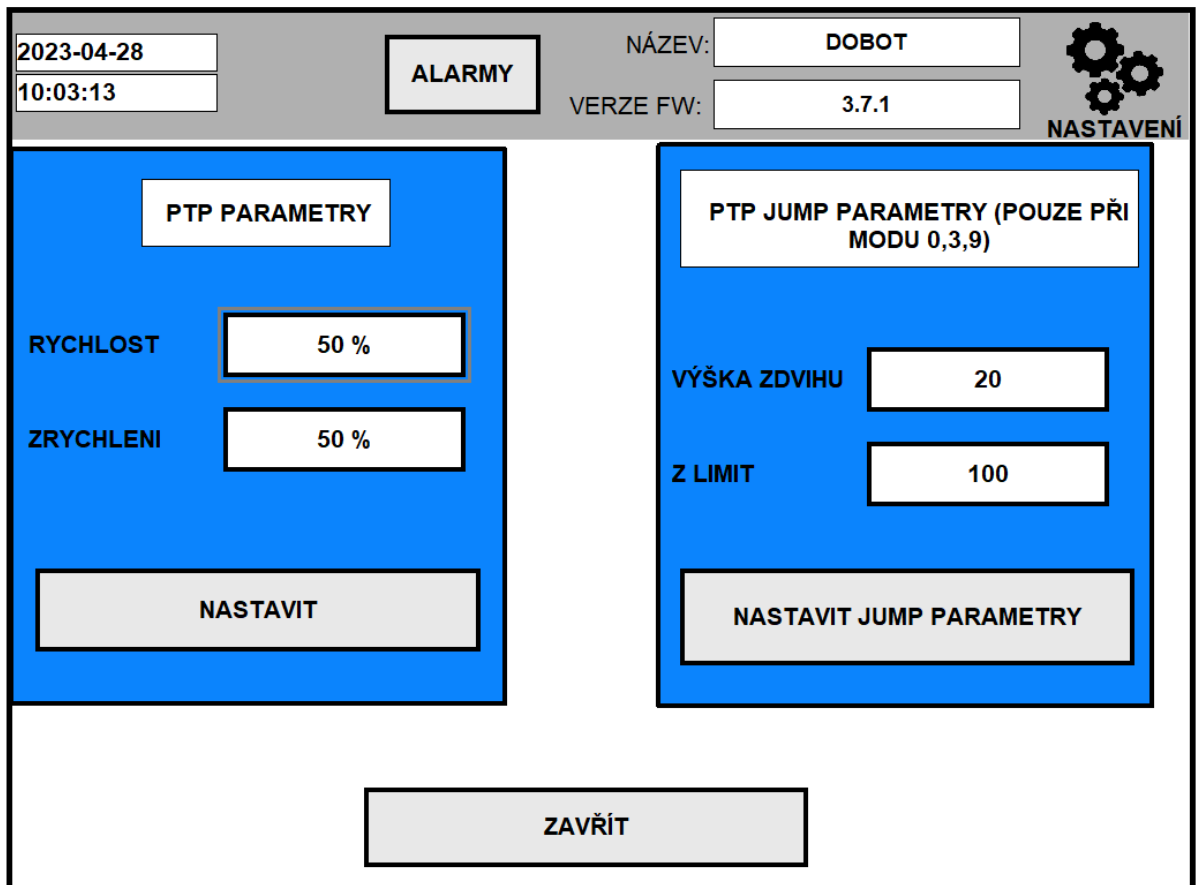 2023-04-28
10:03:13
ALARMY
NÁZEV:
DOBOT
VERZE FW:
3.7.1
NASTAVENÍ
PTP PARAMETRY
RYCHLOST
50 %
ZRYCHLENI
50 %
NASTAVIT
PTP JUMP PARAMETRY (POUZE PŘI
MODU 0,3,9)
VÝŠKA ZDVIHU
20
Z LIMIT
100
NASTAVIT JUMP PARAMETRY
ZAVŘÍT